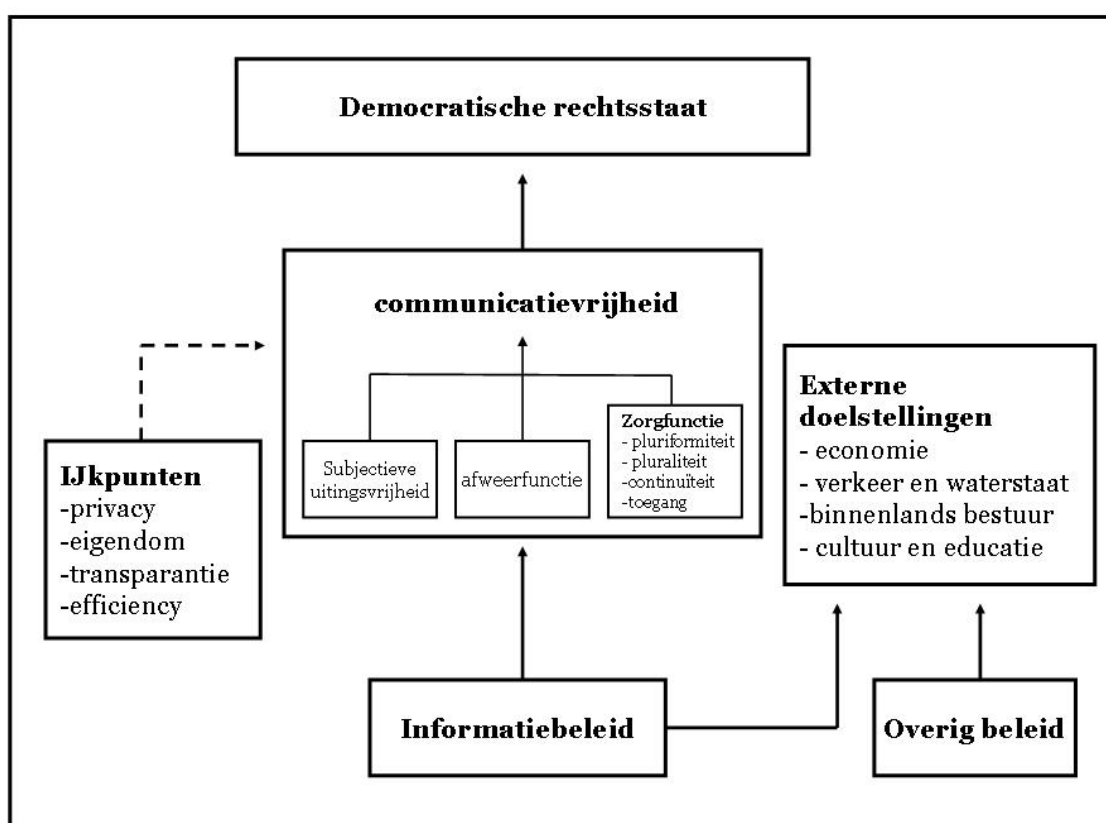 Democratische rechtsstaat
communicatievrijheid
Subjectieve
uitingsvrijheid
afweerfunctie
Zorgfunctie
- pluriformiteit
- pluraliteit
-continuïteit
-toegang
IJkpunten
-privacy
-eigendom
-transparantie
-efficiency
Externe
doelstellingen
- economie
- verkeer en waterstaat
-binnenlands bestuur
- cultuur en educatie
Informatiebeleid
Overig beleid